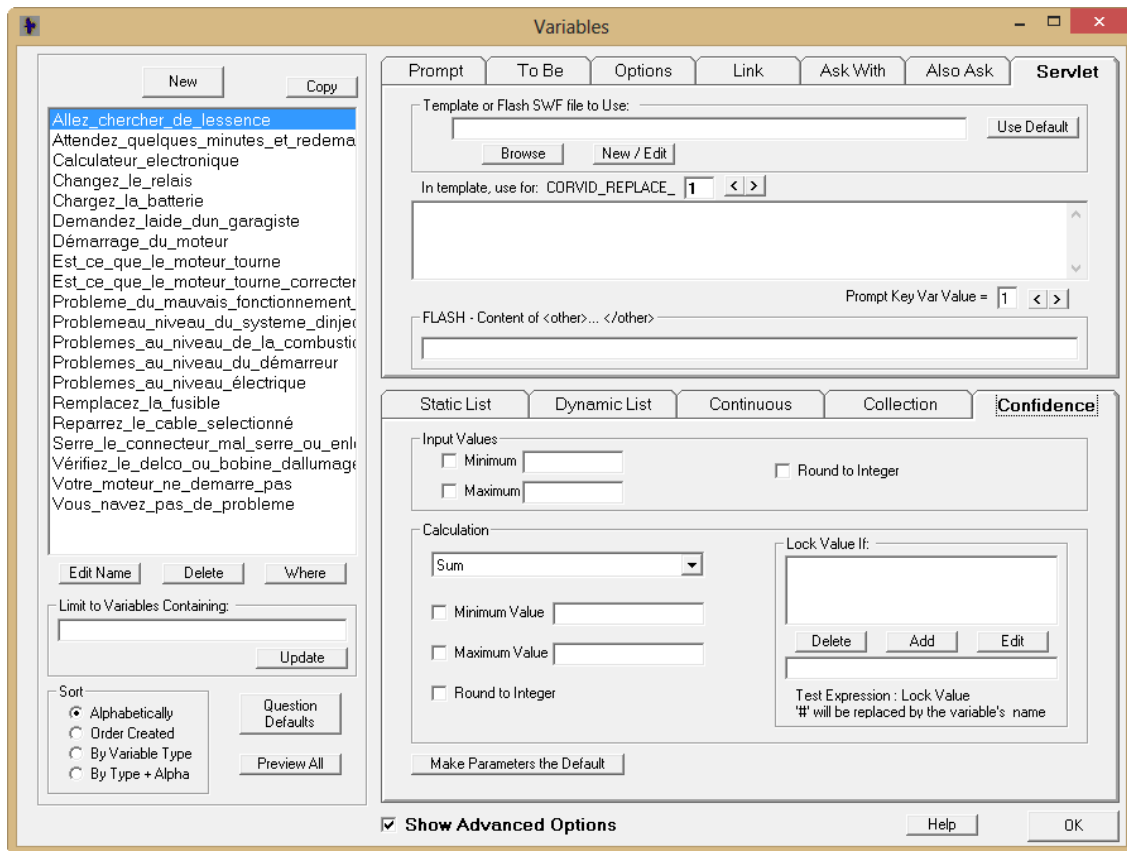 Variables
New
Copy
Allez_chercher_de_lessence
Attendez_quelques_minutes_et_redema
Calculateur_electronique
Changez_le_relais
Chargez_la_batterie
Demandez_laide_dun_garagiste
Démarrage_du_moteur
Est_ce_que_le_moteur_tourne
Est_ce_que_le_moteur_tourne_correcter
Probleme_du_mauvais_fonctionnement_
Problemeau_niveau_du_systeme_dinjec
Problemes_au_niveau_de_la_combustic
Problemes_au_niveau_du_démarreur
Problemes_au_niveau_électrique
Remplacez_la_fusible
Reparrez_le_cable_selectionné
Serre_le_connecteur_mal_serre_ou_enl
Vérifiez_le_delco_ou_bobine_dallumage
Votre_moteur_ne_demarre_pas
Vous_navez_pas_de_probleme
Edit Name
Delete
Where
Limit to Variables Containing:
Update
Sort
Alphabetically
Order Created
By Variable Type
By Type + Alpha
Question
Defaults
Preview All
Prompt
To Be
Options
Link
Ask With
Also Ask
Servlet
Template or Flash SWF file to Use:
Use Default
Browse
New / Edit
In template, use for: CORVID_REPLACE_ 1 < >
Prompt Key Var Value = 1 < >
FLASH - Content of <other>... </other>
Static List
Dynamic List
Continuous
Collection
Confidence
Input Values
Minimum
Maximum
Round to Integer
Calculation
Sum
Minimum Value
Maximum Value
Round to Integer
Lock Value If:
Delete
Add
Edit
Test Expression : Lock Value
'#' will be replaced by the variable's name
Make Parameters the Default
Show Advanced Options
Help
OK